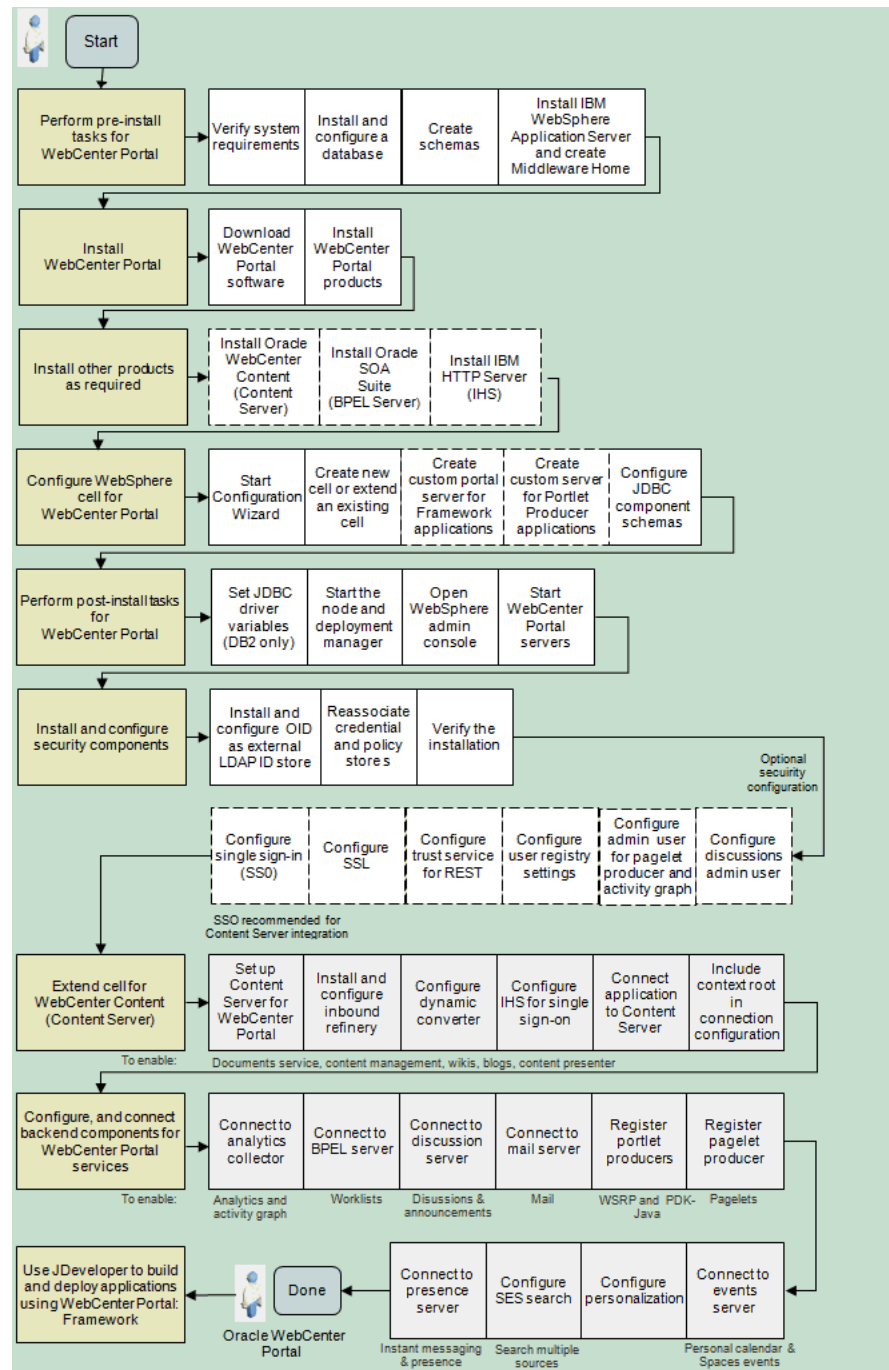 Start
Perform pre-install
tasks for
WebCenter Portal
Verify system
requirements
Install and
configure a
database
Create
schemas
Install IBM
WebSphere
Application Server
and create
Middleware Home
Install
WebCenter Portal
Download
WebCenter
Portal
software
Install
WebCenter
Portal
products
Install other products
as required
Install Oracle
WebCenter
Content
(Content
Server)
Install Oracle
SOA
Suite
(BPEL Server)
Install IBM
HTTP Server
(IHS)
Configure WebSphere
cell for
WebCenter Portal
Start
Configuration
Wizard
Create new
cell or extend
an existing
cell
Create
custom portal
server for
Framework
applications
Create
custom server
for Portlet
Producer
applications
Configure
JDBC
component
schemas
Perform post-install tasks
for
WebCenter Portal
Set JDBC
driver
variables
(DB2 only)
Start the
node and
deployment
manager
Open
WebSphere
admin
console
Start
WebCenter
Portal
servers
Install and configure
security components
Install and
configure OID
as external
LDAP ID store
Reassociate
credential
and policy
stores
Verify the
installation
Optional
secuirity
configuration
Configure
single sign-in
(SSO)
Configure
SSL
Configure
trust service
for REST
Configure
user registry
settings
Configure
admin user
for pagelet
producer and
activity graph
Configure
discussions
admin user
SSO recommended for
Content Server integration
Extend cell for
WebCenter Content
(Content Server)
Set up
Content
Server for
WebCenter
Portal
Install and
configure
inbound
refinery
Configure
dynamic
converter
Configure
IHS for single
sign-on
Connect
application
to Content
Server
Include
context root
in
connection
configuration
To enable:
Documents service, content management, wikis, blogs, content presenter
Configure, and connect
backend components for
WebCenter Portal
services
Connect to
analytics
collector
Connect to
BPEL server
Connect to
discussion
server
Connect to
mail server
Register
portlet
producers
Register
pagelet
producer
To enable:
Analytics and
activity graph
Worklists
Disussions &
announcements
Mail
WSRP and PDK-
Java
Pagelets
Use JDeveloper to build
and deploy applications
using WebCenter Portal:
Framework
Done
Oracle WebCenter
Portal
Connect to
presence
server
Configure
SES search
Configure
personalization
Connect to
events
server
Instant messaging
& presence
Search multiple
sources
Personal calendar &
Spaces events